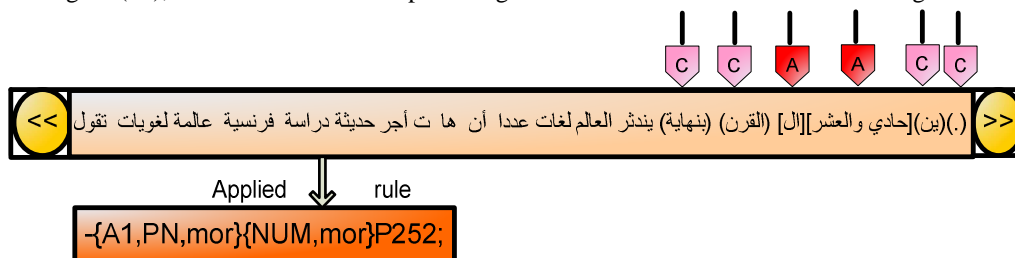 C C A A C C
<< (.)(ين)[حادي والعشر][ال] (القرن) (بنهاية) يندثر العالم لغات عددا أن ها ت أجر حديثة دراسة فرنسية عالمة لغويات تقول >>
Applied rule
-{A1,PN,mor}{NUM,mor}P252;